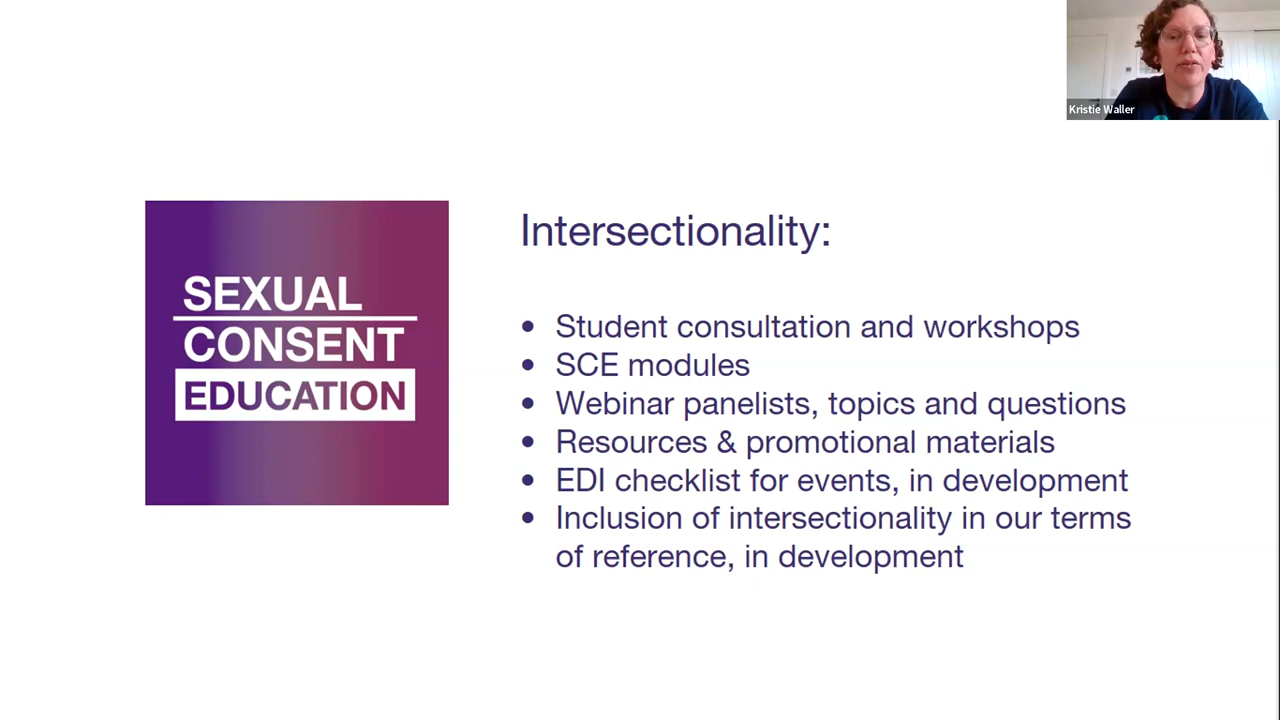 Kristie Waller
SEXUAL
CONSENT
EDUCATION
Intersectionality:
• Student consultation and workshops
• SCE modules
• Webinar panelists, topics and questions
• Resources & promotional materials
• EDI checklist for events, in development
• Inclusion of intersectionality in our terms
of reference, in development